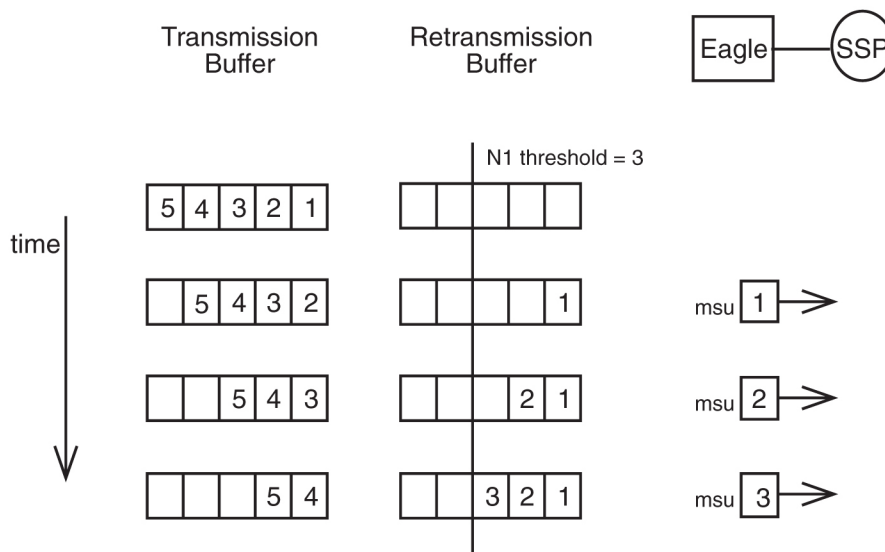 Transmission
Buffer
Retransmission
Buffer
Eagle
SSP
N1 threshold = 3
time
5 4 3 2 1
5 4 3 2
1
msu 1
5 4 3
2 1
msu 2
5 4
3 2 1
msu 3